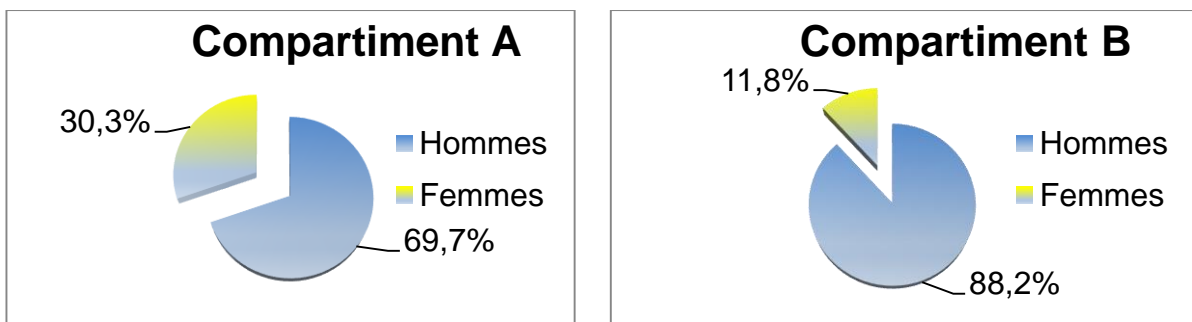 Compartiment A
30,3%
Hommes
Femmes
69,7%
Compartiment B
11,8%
Hommes
Femmes
88,2%